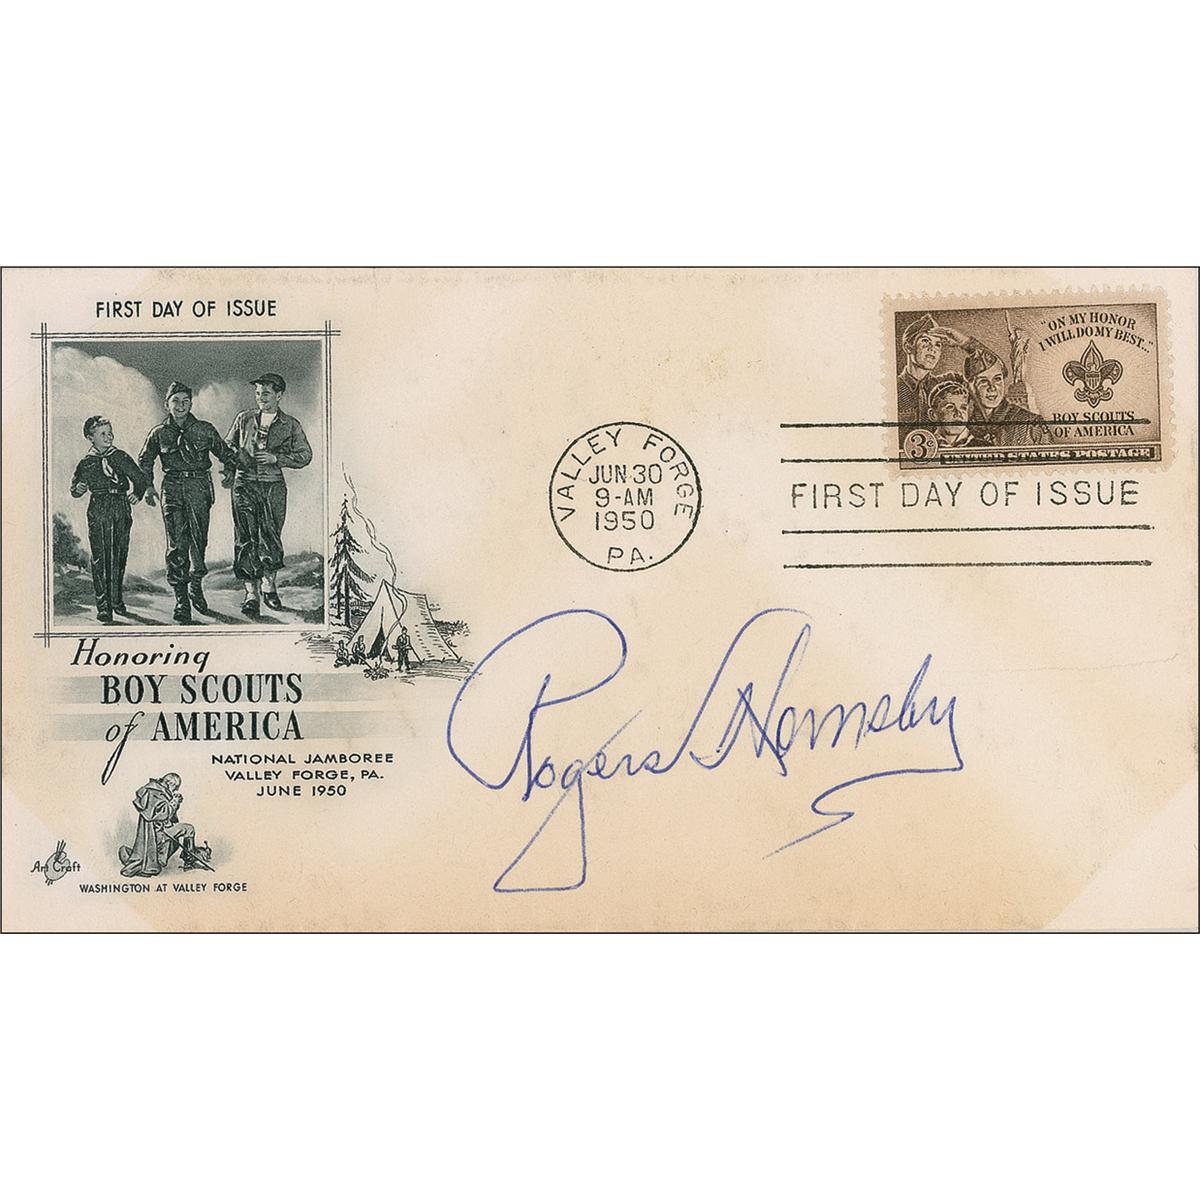 FIRST DAY OF ISSUE
Honoring
BOY SCOUTS
of AMERICA
NATIONAL JAMBOREE
VALLEY FORGE, PA.
JUNE 1950
Art Craft
WASHINGTON AT VALLEY FORGE
VALLEY FORGE
JUN 30
9-AM
1950
PA.
"ON MY HONOR
I WILL DO MY BEST..."
BOY SCOUTS
OF AMERICA
3¢ UNITED STATES POSTAGE
FIRST DAY OF ISSUE
Rogers Hornsby